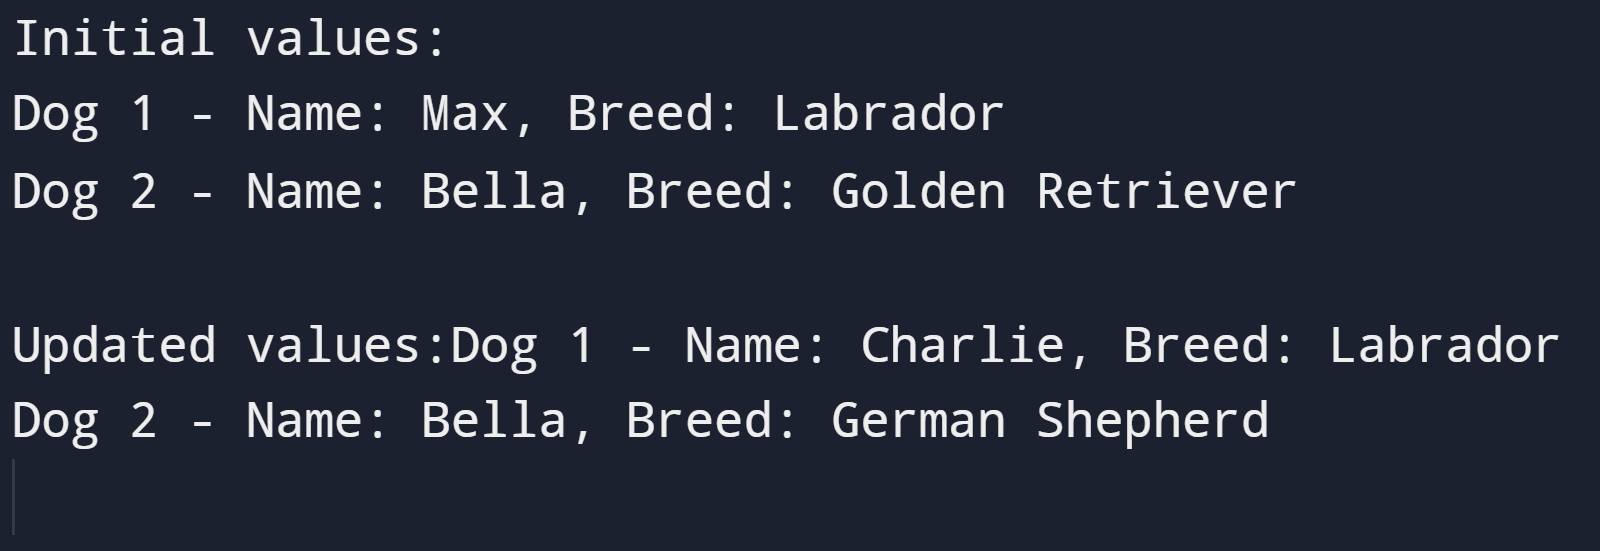 Initial values:
Dog 1 - Name: Max, Breed: Labrador
Dog 2 - Name: Bella, Breed: Golden Retriever
Updated values:Dog 1 - Name: Charlie, Breed: Labrador
Dog 2 - Name: Bella, Breed: German Shepherd